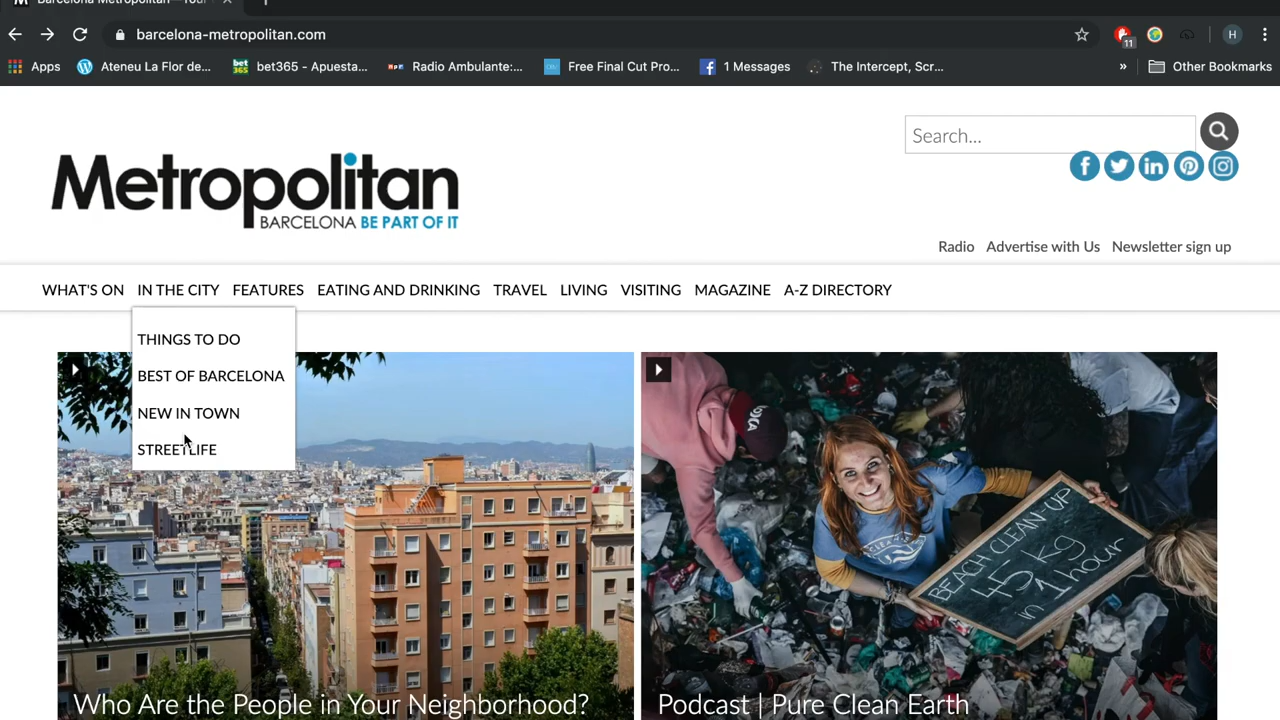 Barcelona Metropolitan—Your
barcelona-metropolitan.com
11
H
Apps
Ateneu La Flor de...
bet365 - Apuesta...
Radio Ambulante:...
Free Final Cut Pro...
1 Messages
The Intercept, Scr...
»
Other Bookmarks
Search...
Metropolitan
BARCELONA BE PART OF IT
Radio Advertise with Us Newsletter sign up
WHAT'S ON IN THE CITY FEATURES EATING AND DRINKING TRAVEL LIVING VISITING MAGAZINE A-Z DIRECTORY
THINGS TO DO
BEST OF BARCELONA
NEW IN TOWN
STREETLIFE
BEACH CLEAN-UP
45 kg
in 1 hour
Who Are the People in Your Neighborhood?
Podcast | Pure Clean Earth